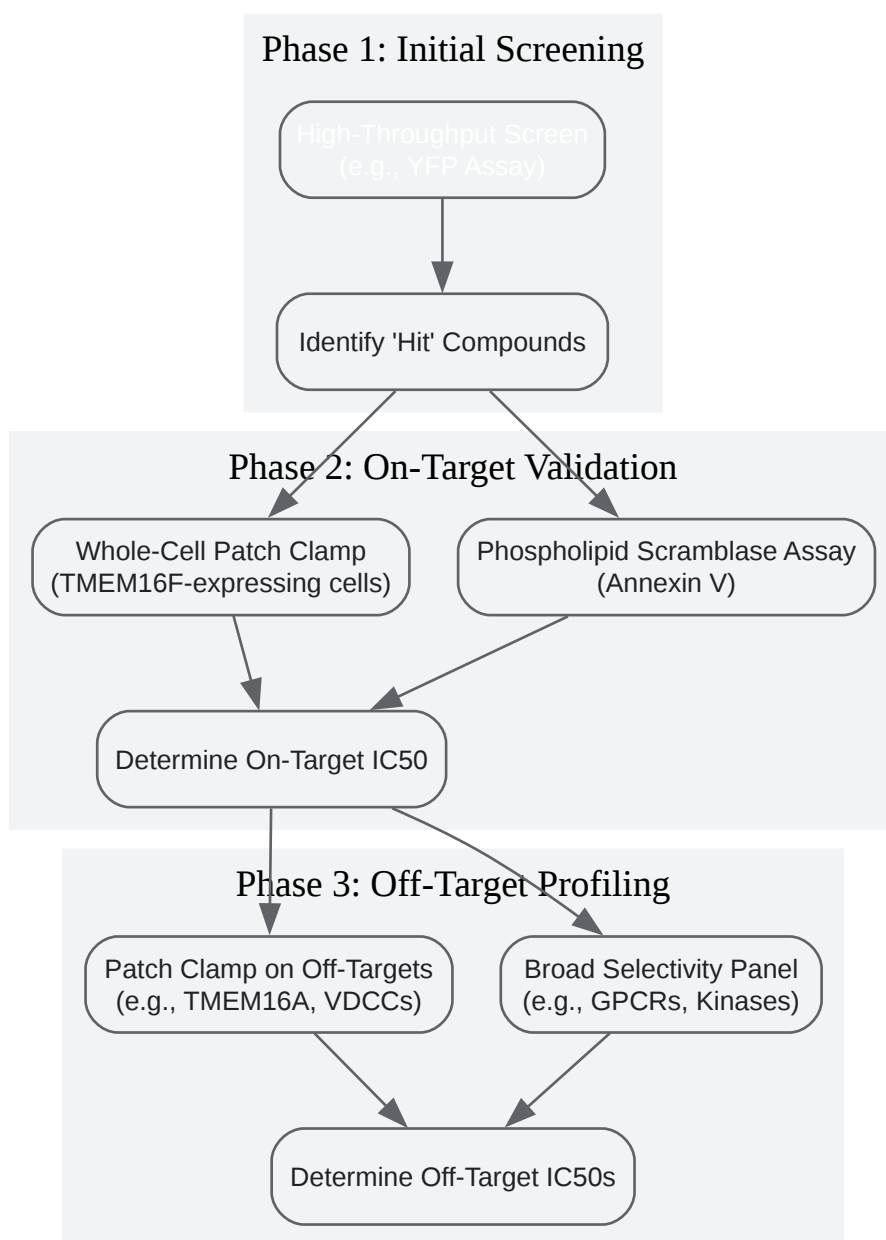 Phase 1: Initial Screening
High-Throughput Screen
(e.g., YFP Assay)
Identify 'Hit' Compounds
Phase 2: On-Target Validation
Whole-Cell Patch Clamp
(TMEM16F-expressing cells)
Phospholipid Scramblase Assay
(Annexin V)
Determine On-Target IC50
Phase 3: Off-Target Profiling
Patch Clamp on Off-Targets
(e.g., TMEM16A, VDCCs)
Broad Selectivity Panel
(e.g., GPCRs, Kinases)
Determine Off-Target IC50s